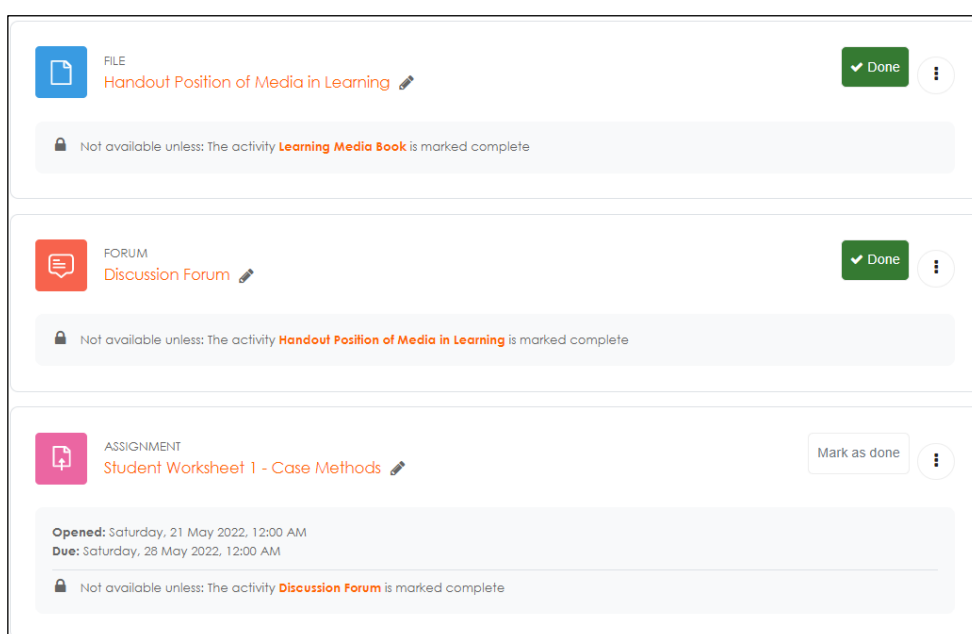 FILE
Handout Position of Media in Learning
Done
Not available unless: The activity Learning Media Book is marked complete
FORUM
Discussion Forum
Done
Not available unless: The activity Handout Position of Media in Learning is marked complete
ASSIGNMENT
Student Worksheet 1 - Case Methods
Mark as done
Opened: Saturday, 21 May 2022, 12:00 AM
Due: Saturday, 28 May 2022, 12:00 AM
Not available unless: The activity Discussion Forum is marked complete